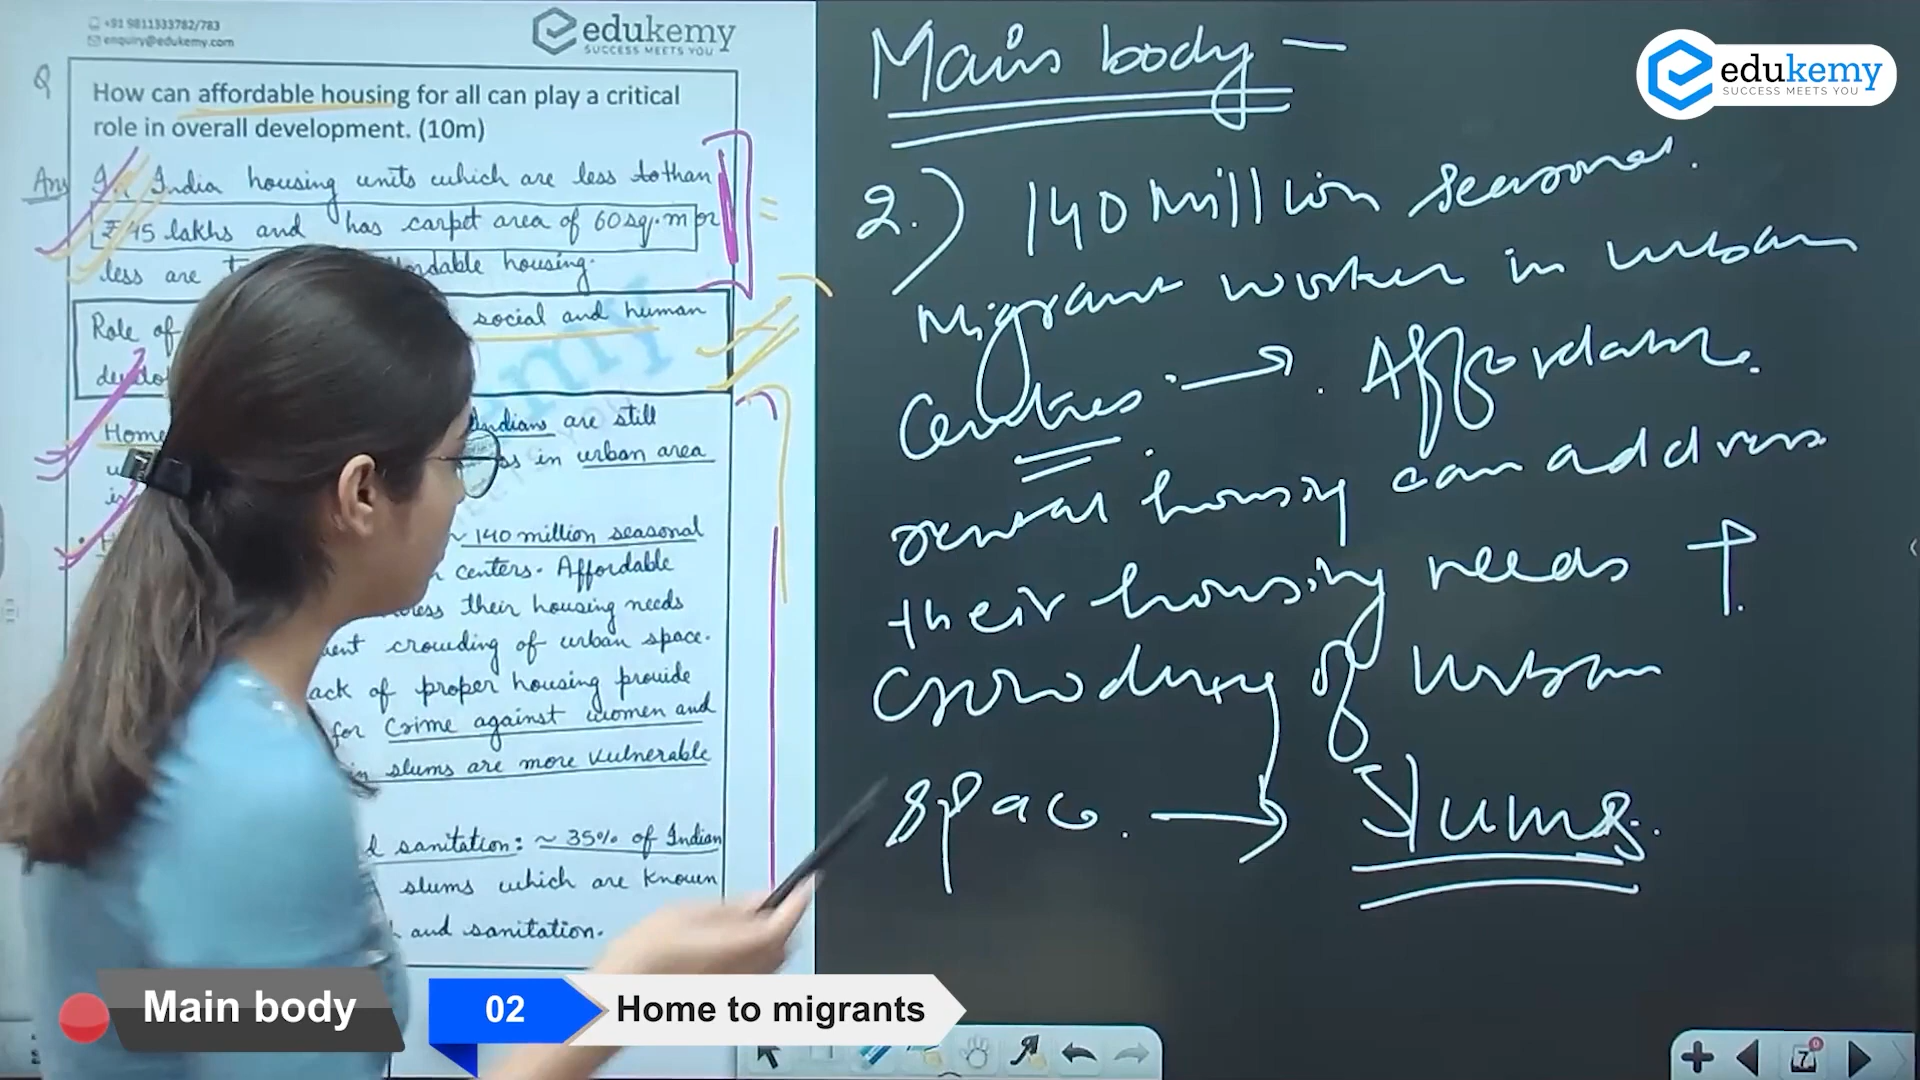 +91 9811333782/783
enquiry@edukemy.com
edukemy
SUCCESS MEETS YOU
Q
How can affordable housing for all can play a critical
role in overall development. (10m)
Ans
In India housing units which are less to than
₹45 lakhs and has carpet area of 60 sq.m or
less are affordable housing.
Role of social and human
Home Indians are still
in urban area
~ 140 million seasonal
centers. Affordable
their housing needs
crowding of urban space.
of proper housing provide
for crime against women and
in slums are more vulnerable
sanitation: ~ 35% of Indian
slums which are known
and sanitation.
Main body -
2.) 140 Million seasonal
Migrant worker in urban
Centres → Affordable
rental housing can address
their housing needs ↑
Crowding of urban
space. → Slums.
edukemy
SUCCESS MEETS YOU
Main body
02
Home to migrants
7
0